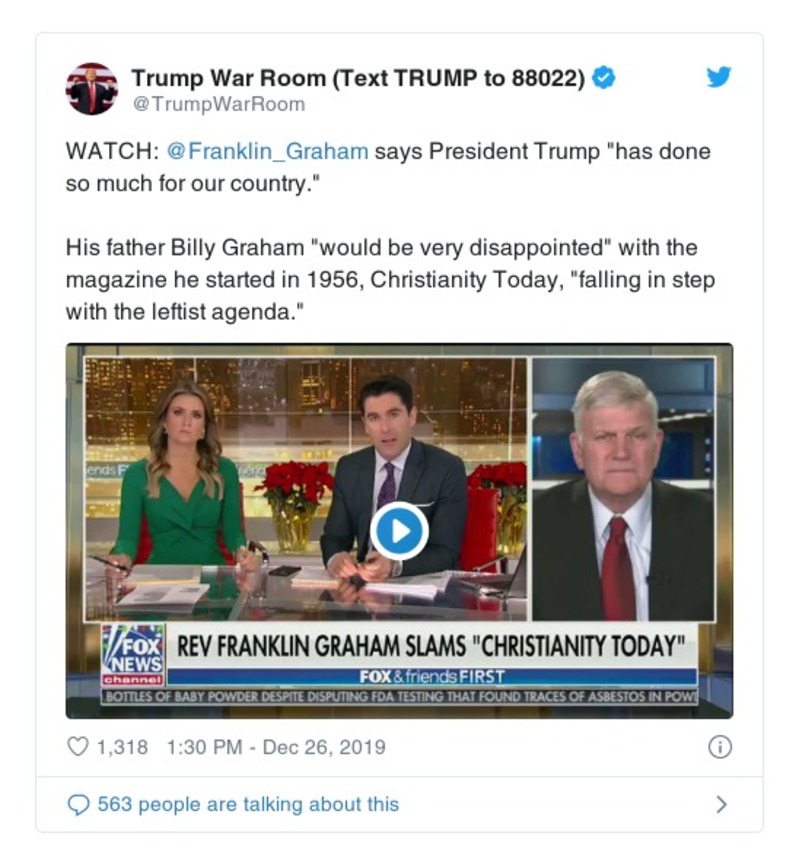 Trump War Room (Text TRUMP to 88022)
@TrumpWarRoom
WATCH: @Franklin_Graham says President Trump "has done
so much for our country."
His father Billy Graham "would be very disappointed" with the
magazine he started in 1956, Christianity Today, "falling in step
with the leftist agenda."
ends F
riend
FOX
NEWS
channel
REV FRANKLIN GRAHAM SLAMS "CHRISTIANITY TODAY"
FOX & friends FIRST
BOTTLES OF BABY POWDER DESPITE DISPUTING FDA TESTING THAT FOUND TRACES OF ASBESTOS IN POW
1,318 1:30 PM - Dec 26, 2019
563 people are talking about this